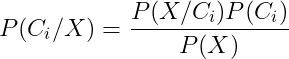 P(C_i/X) = \frac{P(X/C_i)P(C_i)}{P(X)}